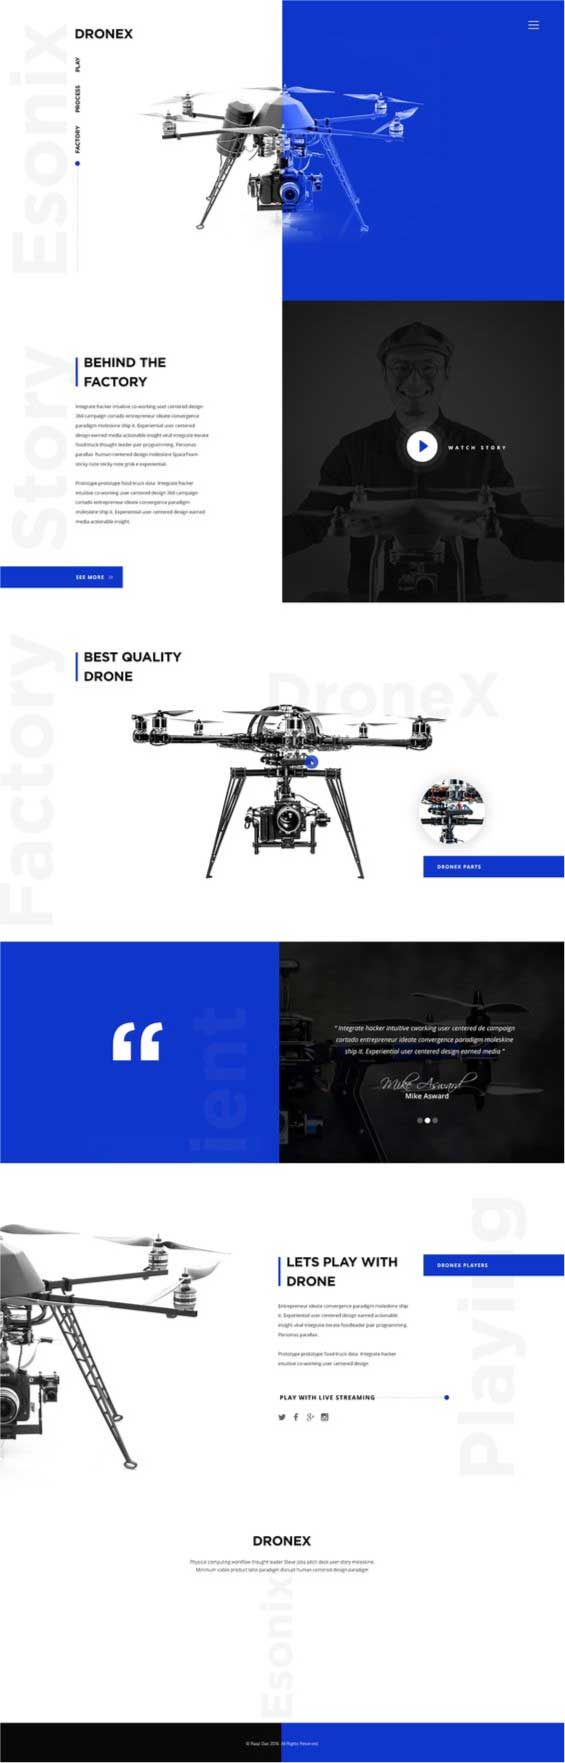 DRONEX
Esonix
PLAY
PROCESS
FACTORY
Story
BEHIND THE
FACTORY
Integrate hacker intuitive co-working user centered design
360 campaign cortado entrepreneur ideate convergence
paradigm moleskine ship it. Experiential user centered
design earned media actionable insight viral integrate iterate
food-truck thought leader pair programming. Personas
parallax human centered design moleskine SpaceTeam
sticky note sticky note grok e experiential.
Prototype prototype food-truck data. Integrate hacker
intuitive co-working user centered design 360 campaign
cortado entrepreneur ideate convergence paradigm
moleskine ship it. Experiential user centered design earned
media actionable insight.
WATCH STORY
SEE MORE
Factory
BEST QUALITY
DRONE
DroneX
DRONEX PARTS
“
ient
" Integrate hacker intuitive cworking user centered de campaign
cortado entrepreneur ideate convergence paradigm moleskine
ship it. Experiential user centered design earned media "
Mike Asward
Mike Asward
Playing
LETS PLAY WITH
DRONE
DRONEX PLAYERS
Entrepreneur ideate convergence paradigm moleskine ship
it. Experiential user centered design earned actionable
insight viral integrate iterate foodleader pair programming.
Personas parallax.
Prototype prototype food-truck data. Integrate hacker
intuitive co-working user centered design
PLAY WITH LIVE STREAMING
DRONEX
Physical computing workflow thought leader Steve Jobs pitch deck user story moleskine.
Minimum viable product latte paradigm disrupt human-centered design paradigm
Esonix
2016. All Rights Reserved.